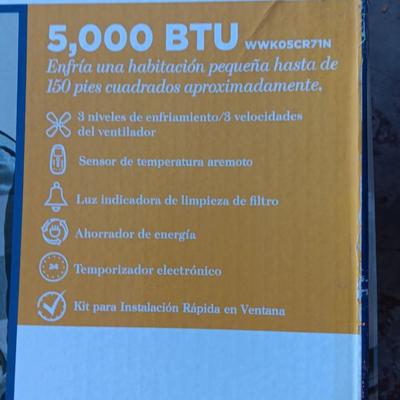 5,000 BTU WWK05CR71N
Enfría una habitación pequeña hasta de
150 pies cuadrados aproximadamente.
3 niveles de enfriamiento/3 velocidades
del ventilador
Sensor de temperatura aremoto
Luz indicadora de limpieza de filtro
Ahorrador de energía
24
Temporizador electrónico
Kit para Instalación Rápida en Ventana